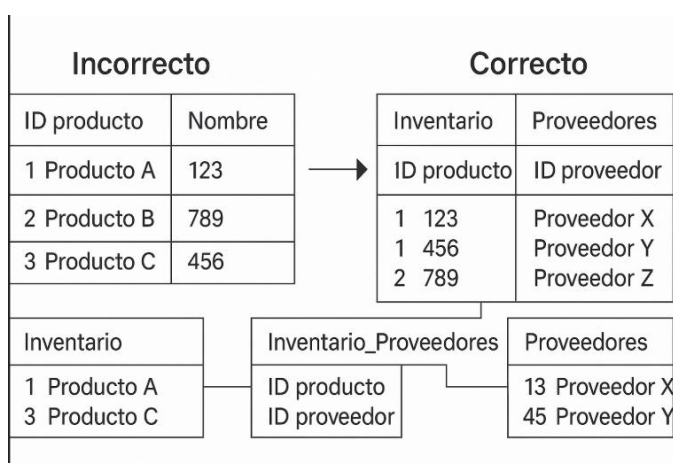 Incorrecto
ID producto Nombre
1 Producto A 123
2 Producto B 789
3 Producto C 456
Correcto
Inventario Proveedores
ID producto ID proveedor
1 123 Proveedor X
1 456 Proveedor Y
2 789 Proveedor Z
Inventario
1 Producto A
3 Producto C
Inventario_Proveedores
ID producto
ID proveedor
Proveedores
13 Proveedor X
45 Proveedor Y